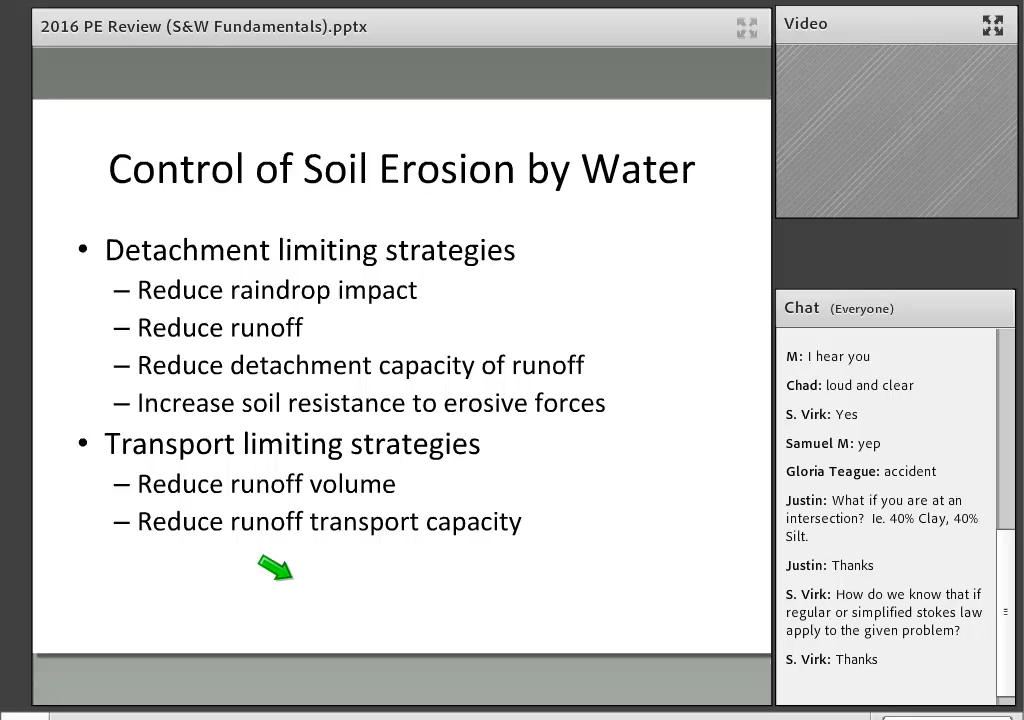 2016 PE Review (S&W Fundamentals).pptx
Control of Soil Erosion by Water
• Detachment limiting strategies
– Reduce raindrop impact
– Reduce runoff
– Reduce detachment capacity of runoff
– Increase soil resistance to erosive forces
• Transport limiting strategies
– Reduce runoff volume
– Reduce runoff transport capacity
Video
Chat (Everyone)
M: I hear you
Chad: loud and clear
S. Virk: Yes
Samuel M: yep
Gloria Teague: accident
Justin: What if you are at an
intersection? Ie. 40% Clay, 40%
Silt.
Justin: Thanks
S. Virk: How do we know that if
regular or simplified stokes law
apply to the given problem?
S. Virk: Thanks